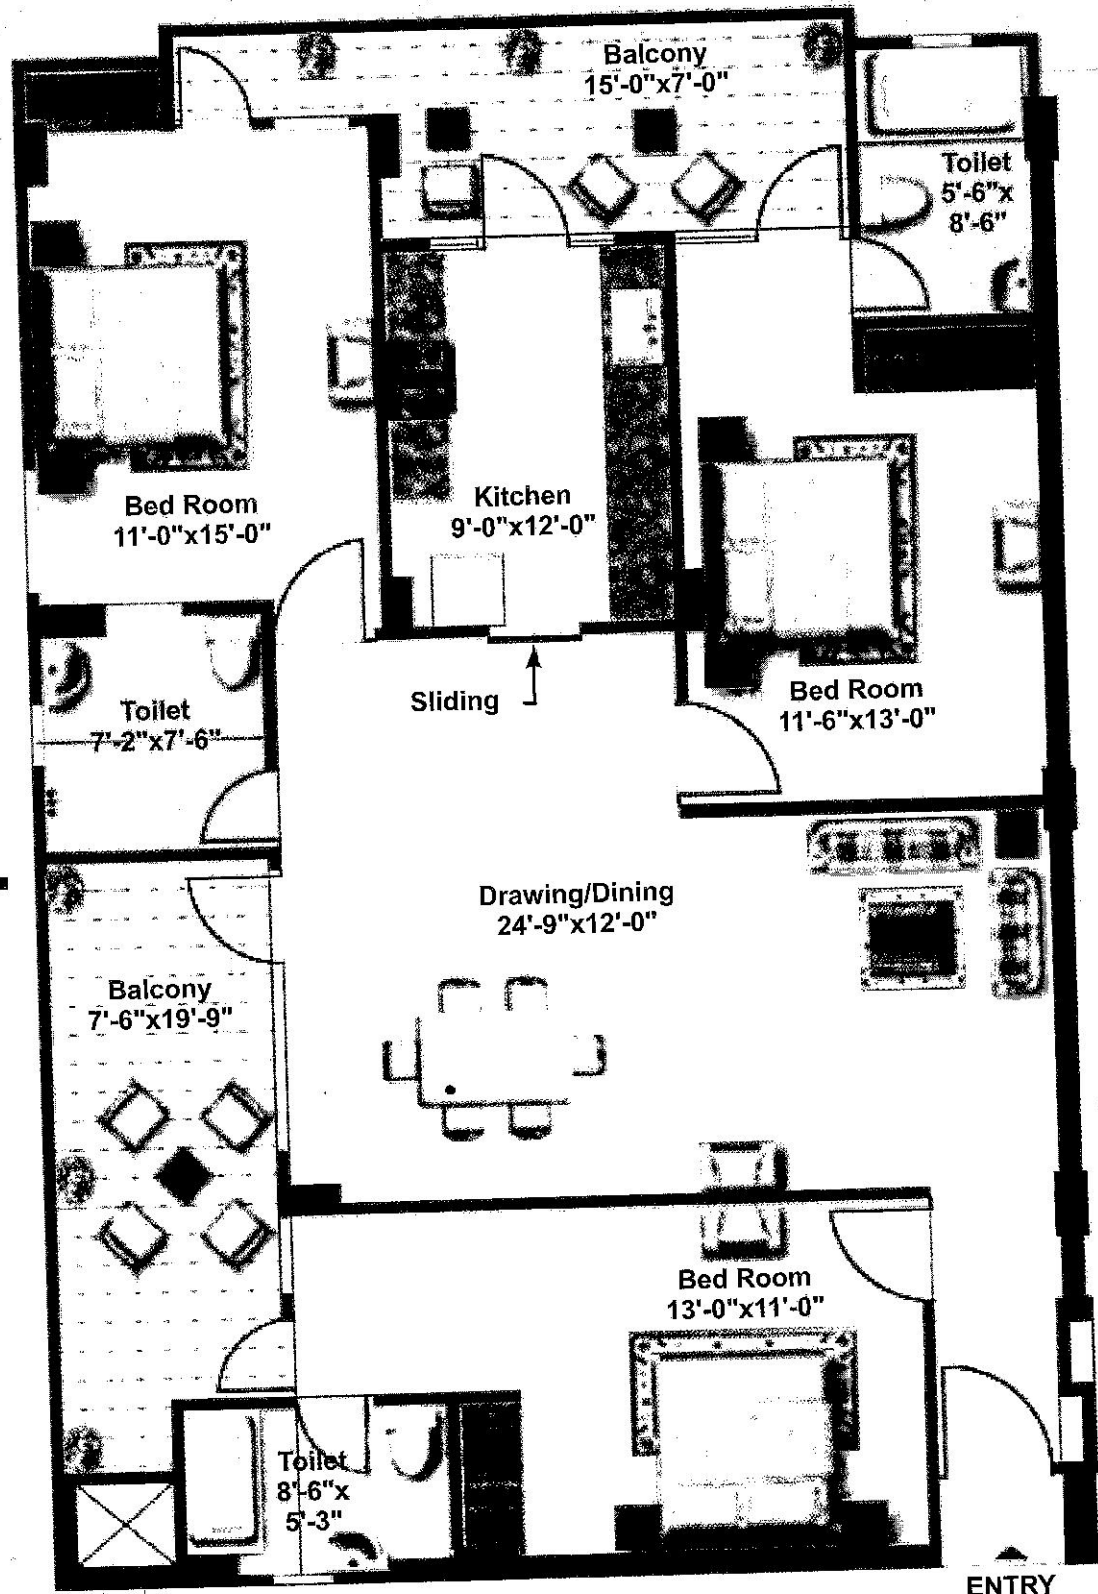 Balcony
15'-0"x7'-0"
Toilet
5'-6"x
8'-6"
Bed Room
11'-0"x15'-0"
Kitchen
9'-0"x12'-0"
Bed Room
11'-6"x13'-0"
Sliding
Toilet
7'-2"x7'-6"
Drawing/Dining
24'-9"x12'-0"
Balcony
7'-6"x19'-9"
Bed Room
13'-0"x11'-0"
Toilet
8'-6"x
5'-3"
ENTRY